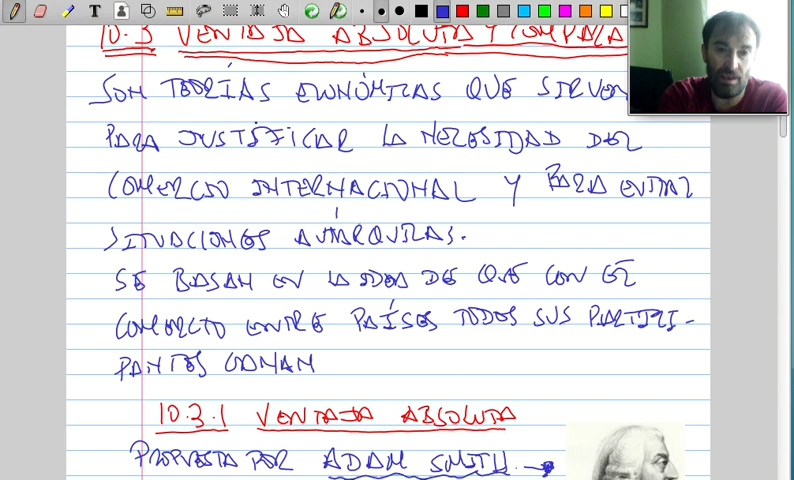 10.3 VENTAJA ABSOLUTA Y COMPARA
SON TEORÍAS ECONÓMICAS QUE SIRVEN
PARA JUSTIFICAR LA NECESIDAD DEL
COMERCIO INTERNACIONAL Y PARA EVITAR
SITUACIONES AUTÁRQUICAS.
SE BASAN EN LA IDEA DE QUE CON EL
COMERCIO ENTRE PAÍSES TODOS SUS PARTICI-
PANTES GANAN
10.3.1 VENTAJA ABSOLUTA
PROPUESTA POR ADAM SMITH